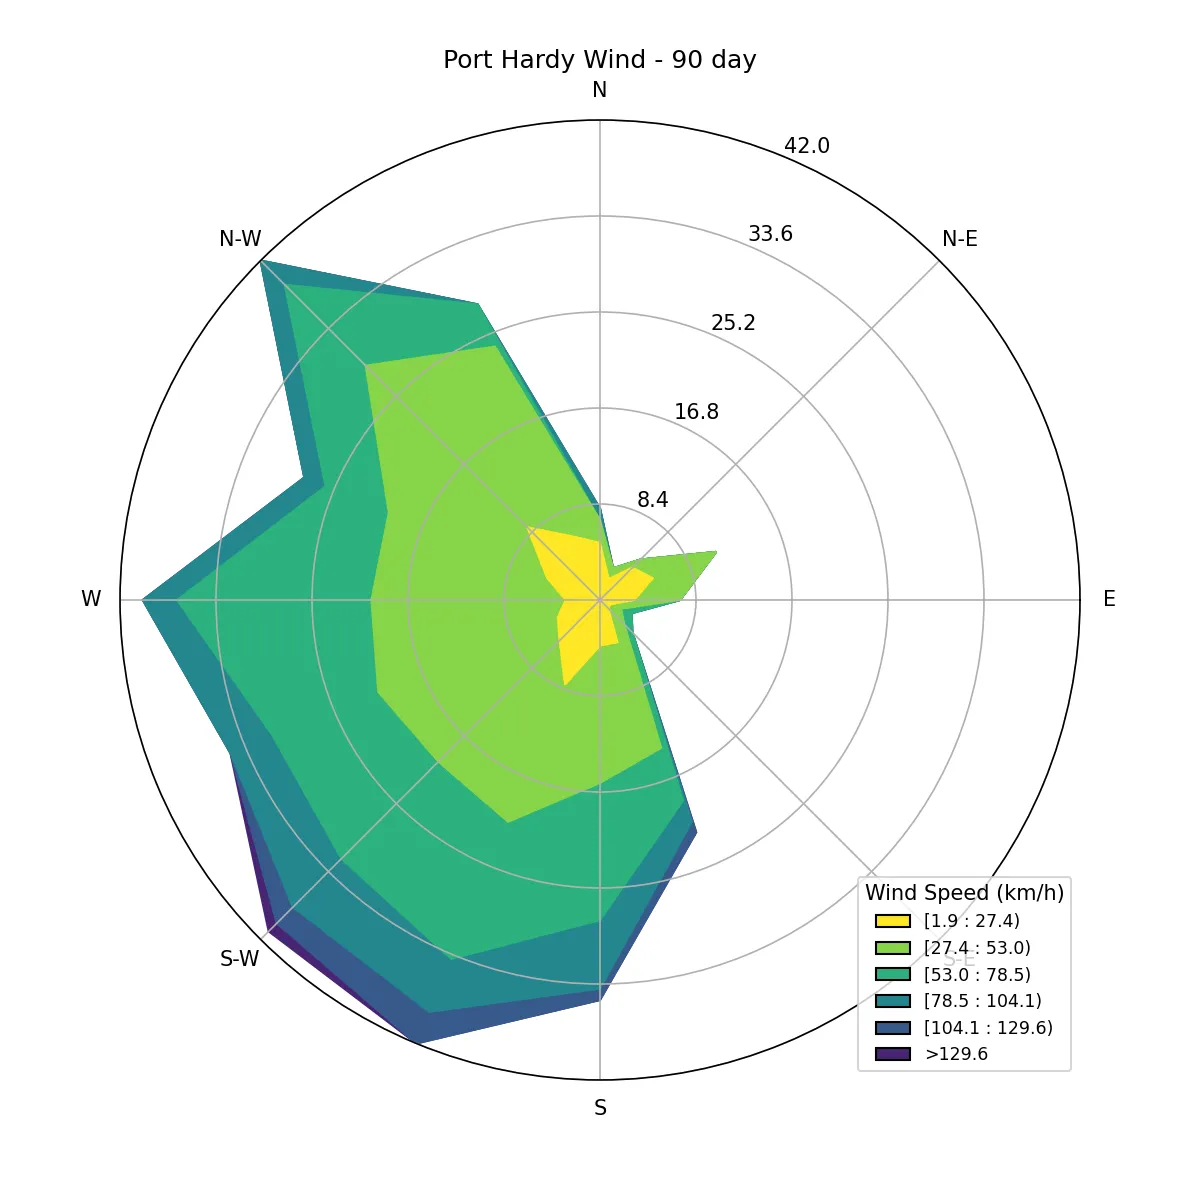 Port Hardy Wind - 90 day
N
42.0
33.6
N-W
N-E
25.2
16.8
8.4
W
E
S-W
S-E
S
Wind Speed (km/h)
[1.9 : 27.4)
[27.4 : 53.0)
[53.0 : 78.5)
[78.5 : 104.1)
[104.1 : 129.6)
>129.6